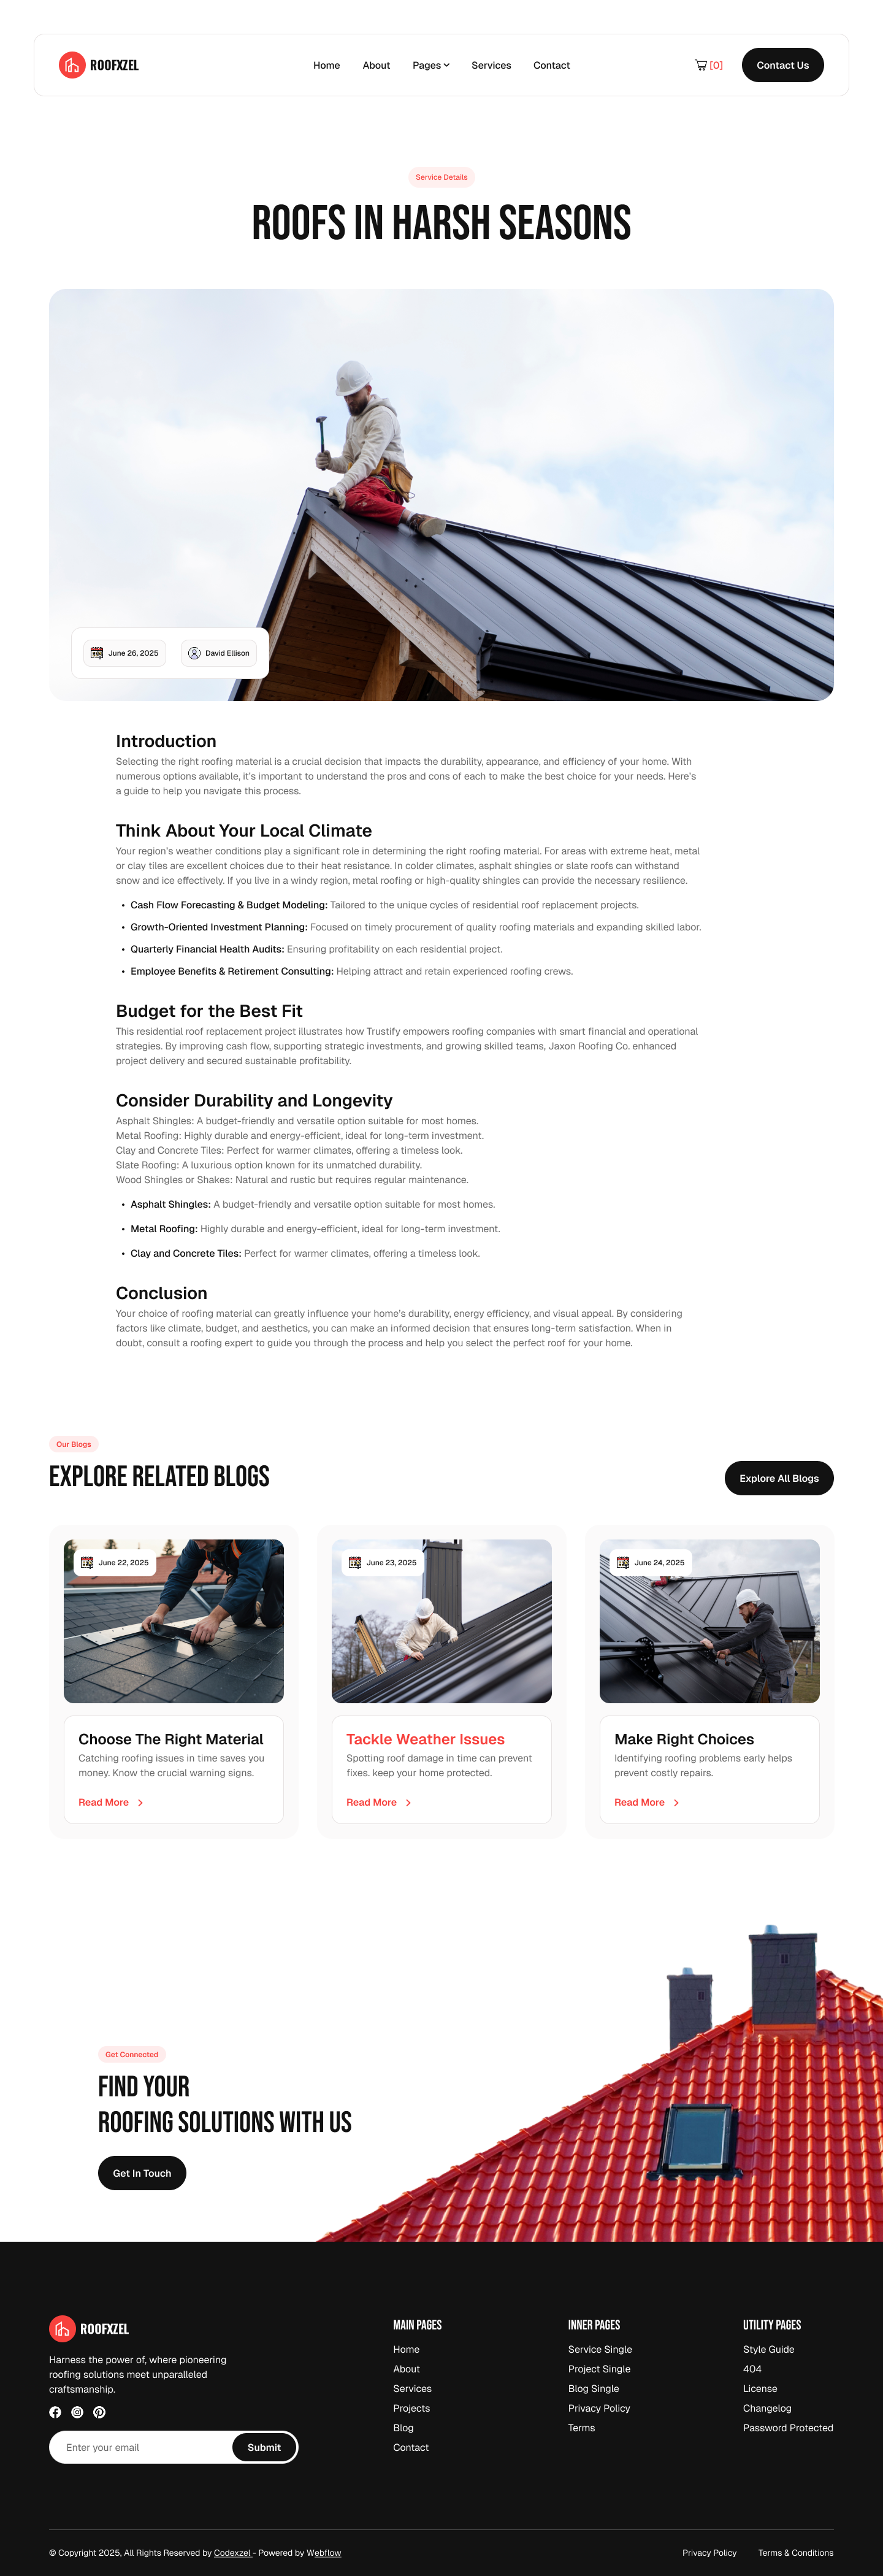 ROOFXZEL
Home About Pages Services Contact
[0]
Contact Us
Service Details
ROOFS IN HARSH SEASONS
June 26, 2025
David Ellison
Introduction
Selecting the right roofing material is a crucial decision that impacts the durability, appearance, and efficiency of your home. With
numerous options available, it's important to understand the pros and cons of each to make the best choice for your needs. Here's
a guide to help you navigate this process.
Think About Your Local Climate
Your region's weather conditions play a significant role in determining the right roofing material. For areas with extreme heat, metal
or clay tiles are excellent choices due to their heat resistance. In colder climates, asphalt shingles or slate roofs can withstand
snow and ice effectively. If you live in a windy region, metal roofing or high-quality shingles can provide the necessary resilience.
• Cash Flow Forecasting & Budget Modeling: Tailored to the unique cycles of residential roof replacement projects.
• Growth-Oriented Investment Planning: Focused on timely procurement of quality roofing materials and expanding skilled labor.
• Quarterly Financial Health Audits: Ensuring profitability on each residential project.
• Employee Benefits & Retirement Consulting: Helping attract and retain experienced roofing crews.
Budget for the Best Fit
This residential roof replacement project illustrates how Trustify empowers roofing companies with smart financial and operational
strategies. By improving cash flow, supporting strategic investments, and growing skilled teams, Jaxon Roofing Co. enhanced
project delivery and secured sustainable profitability.
Consider Durability and Longevity
Asphalt Shingles: A budget-friendly and versatile option suitable for most homes.
Metal Roofing: Highly durable and energy-efficient, ideal for long-term investment.
Clay and Concrete Tiles: Perfect for warmer climates, offering a timeless look.
Slate Roofing: A luxurious option known for its unmatched durability.
Wood Shingles or Shakes: Natural and rustic but requires regular maintenance.
• Asphalt Shingles: A budget-friendly and versatile option suitable for most homes.
• Metal Roofing: Highly durable and energy-efficient, ideal for long-term investment.
• Clay and Concrete Tiles: Perfect for warmer climates, offering a timeless look.
Conclusion
Your choice of roofing material can greatly influence your home's durability, energy efficiency, and visual appeal. By considering
factors like climate, budget, and aesthetics, you can make an informed decision that ensures long-term satisfaction. When in
doubt, consult a roofing expert to guide you through the process and help you select the perfect roof for your home.
Our Blogs
EXPLORE RELATED BLOGS
Explore All Blogs
June 22, 2025
Choose The Right Material
Catching roofing issues in time saves you
money. Know the crucial warning signs.
Read More
June 23, 2025
Tackle Weather Issues
Spotting roof damage in time can prevent
fixes. keep your home protected.
Read More
June 24, 2025
Make Right Choices
Identifying roofing problems early helps
prevent costly repairs.
Read More
Get Connected
FIND YOUR
ROOFING SOLUTIONS WITH US
Get In Touch
ROOFXZEL
Harness the power of, where pioneering
roofing solutions meet unparalleled
craftsmanship.
Enter your email
Submit
MAIN PAGES
Home
About
Services
Projects
Blog
Contact
INNER PAGES
Service Single
Project Single
Blog Single
Privacy Policy
Terms
UTILITY PAGES
Style Guide
404
License
Changelog
Password Protected
© Copyright 2025, All Rights Reserved by Codexzel - Powered by Webflow
Privacy Policy
Terms & Conditions